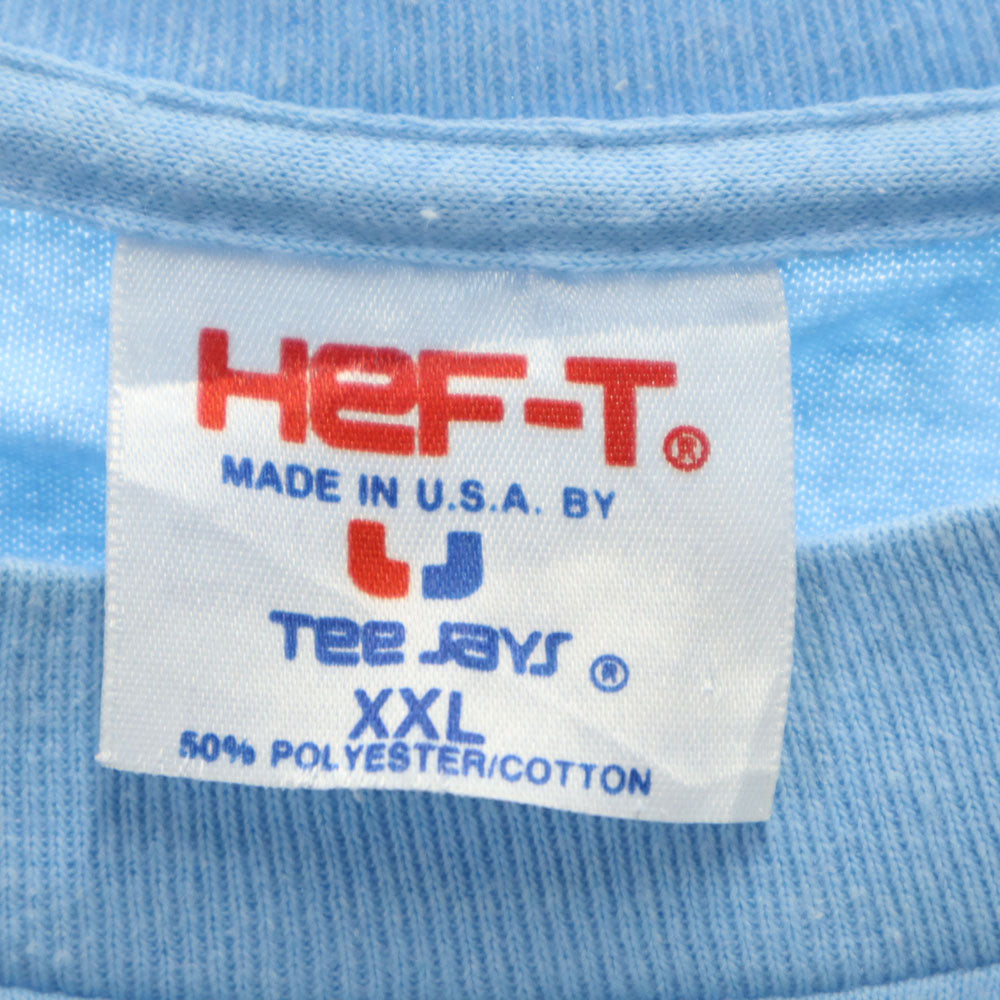 HeF-T®
MADE IN U.S.A. BY
Tee Jays ®
XXL
50% POLYESTER/COTTON